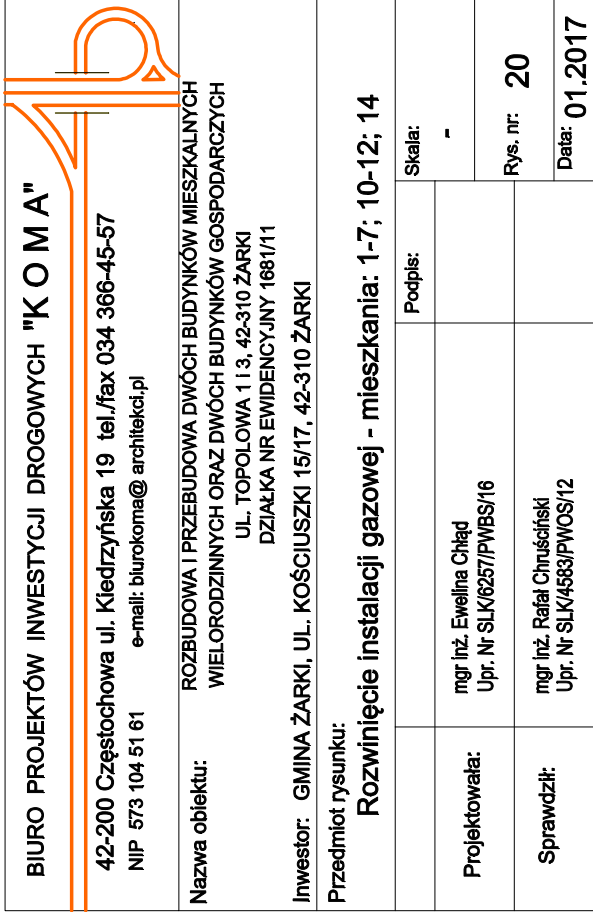 BIURO PROJEKTÓW INWESTYCJI DROGOWYCH "K O M A"
42-200 Częstochowa ul. Kiedrzyńska 19 tel./fax 034 366-45-57
NIP 573 104 51 61 e-mail: biurokoma@ architekci.pl
Nazwa obiektu:
ROZBUDOWA I PRZEBUDOWA DWÓCH BUDYNKÓW MIESZKALNYCH
WIELORODZINNYCH ORAZ DWÓCH BUDYNKÓW GOSPODARCZYCH
UL. TOPOLOWA 1 I 3, 42-310 ŻARKI
DZIAŁKA NR EWIDENCYJNY 1681/11
Inwestor: GMINA ŻARKI, UL. KOŚCIUSZKI 15/17, 42-310 ŻARKI
Przedmiot rysunku:
Rozwinięcie instalacji gazowej - mieszkania: 1-7; 10-12; 14
Podpis:
Skala:
-
Projektowała:
mgr inż. Ewelina Chłąd
Upr. Nr SLK/6257/PWBS/16
Rys. nr: 20
Sprawdził:
mgr inż. Rafał Chruściński
Upr. Nr SLK/4583/PWOS/12
Data: 01.2017